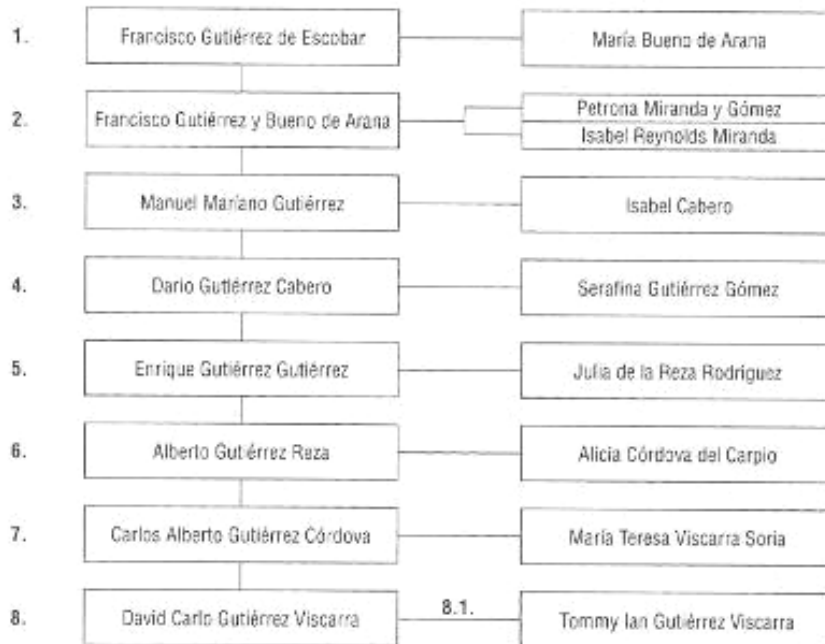 1. Francisco Gutiérrez de Escobar María Bueno de Arana
2. Francisco Gutiérrez y Bueno de Arana Petrona Miranda y Gómez
Isabel Reynolds Miranda
3. Manuel Mariano Gutiérrez Isabel Cabero
4. Dario Gutiérrez Cabero Serafina Gutiérrez Gómez
5. Enrique Gutiérrez Gutiérrez Julia de la Reza Rodríguez
6. Alberto Gutiérrez Reza Alicia Córdova del Carpio
7. Carlos Alberto Gutiérrez Córdova María Teresa Viscarra Soria
8. David Carlo Gutiérrez Viscarra 8.1. Tommy Ian Gutiérrez Viscarra